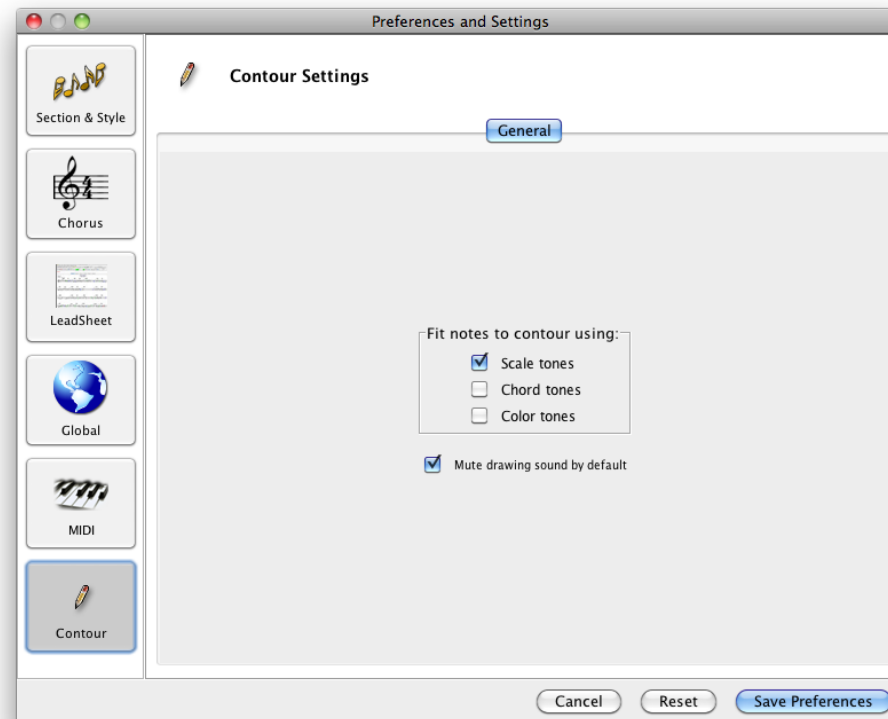 Preferences and Settings
Section & Style
Chorus
LeadSheet
Global
MIDI
Contour
Contour Settings
General
Fit notes to contour using:
Scale tones
Chord tones
Color tones
Mute drawing sound by default
Cancel
Reset
Save Preferences